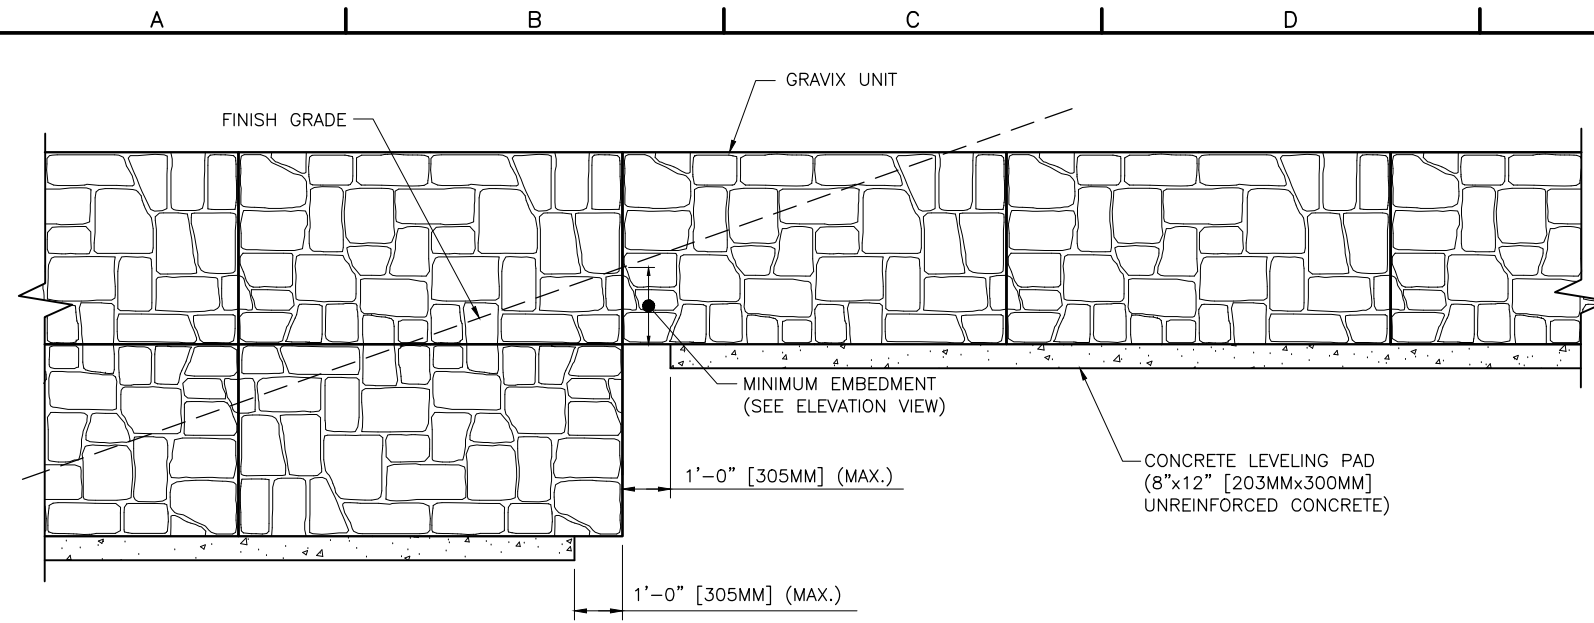 A B C D
GRAVIX UNIT
FINISH GRADE
MINIMUM EMBEDMENT
(SEE ELEVATION VIEW)
1'-0" [305MM] (MAX.)
CONCRETE LEVELING PAD
(8"x12" [203MMx300MM]
UNREINFORCED CONCRETE)
1'-0" [305MM] (MAX.)